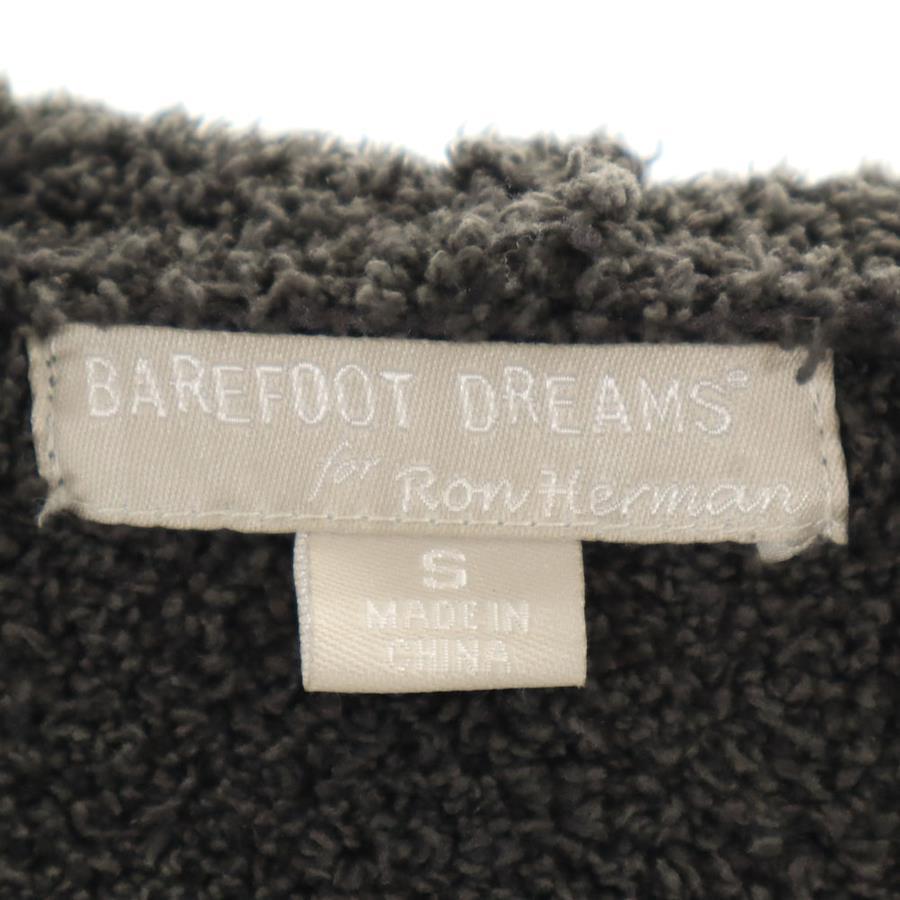 BAREFOOT DREAMS®
for Ron Herman
S
MADE IN
CHINA